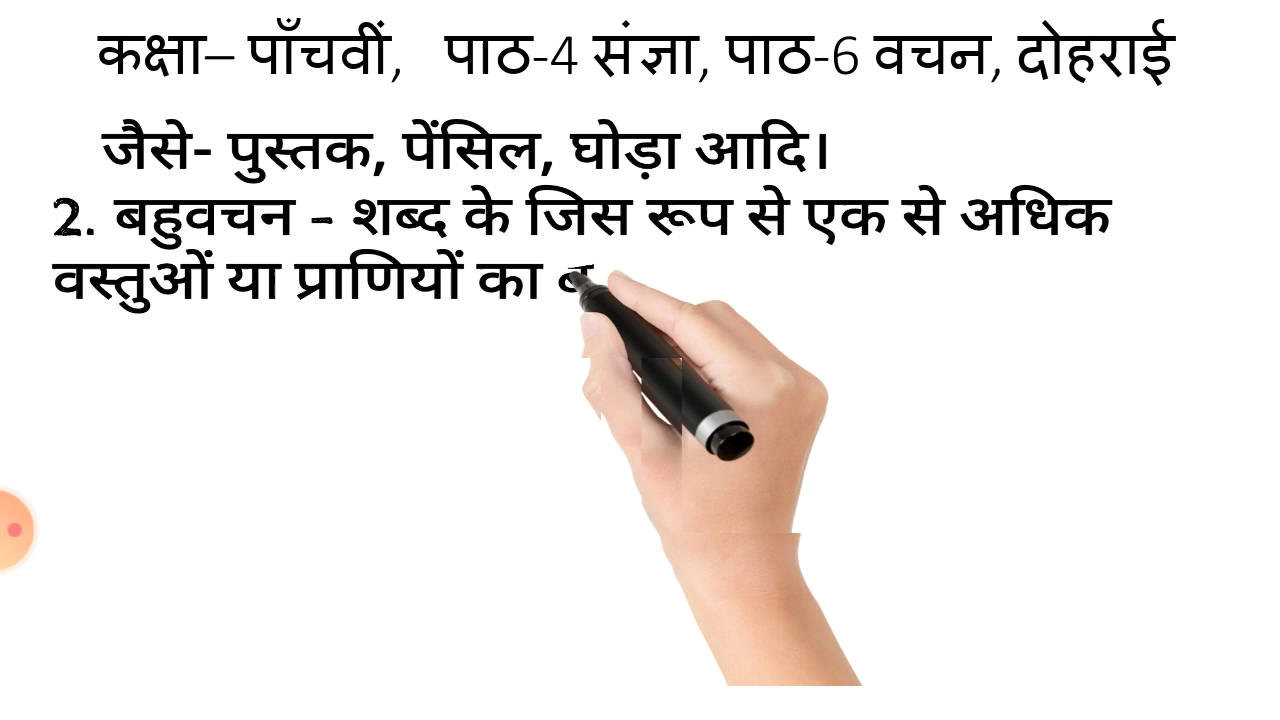 कक्षा– पाँचवीं, पाठ-4 संज्ञा, पाठ-6 वचन, दोहराई
जैसे- पुस्तक, पेंसिल, घोड़ा आदि।
2. बहुवचन – शब्द के जिस रूप से एक से अधिक
वस्तुओं या प्राणियों का